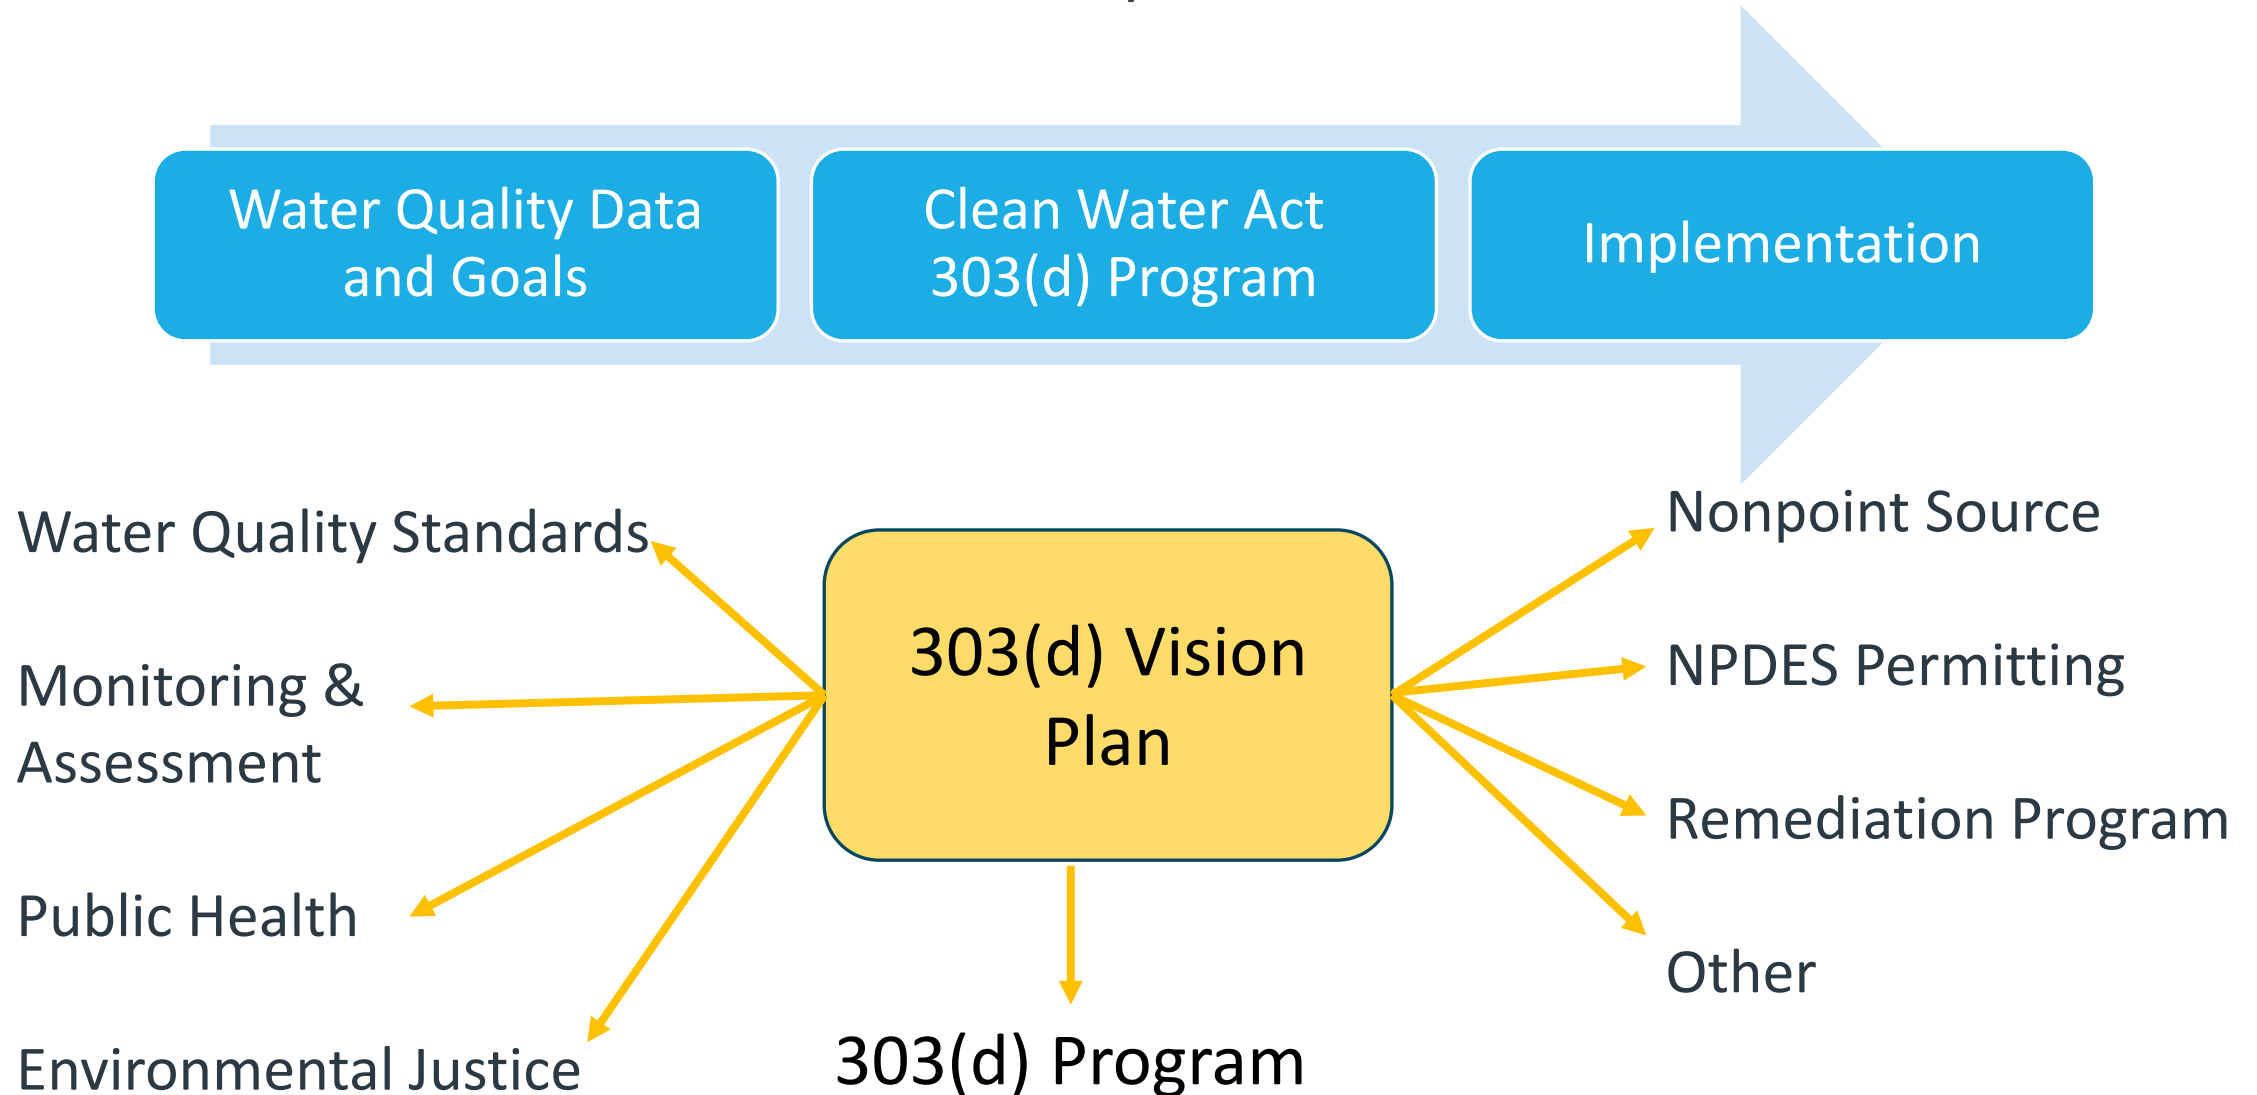 Water Quality Data
and Goals
Clean Water Act
303(d) Program
Implementation
Water Quality Standards
Monitoring &
Assessment
Public Health
Environmental Justice
303(d) Vision
Plan
303(d) Program
Nonpoint Source
NPDES Permitting
Remediation Program
Other